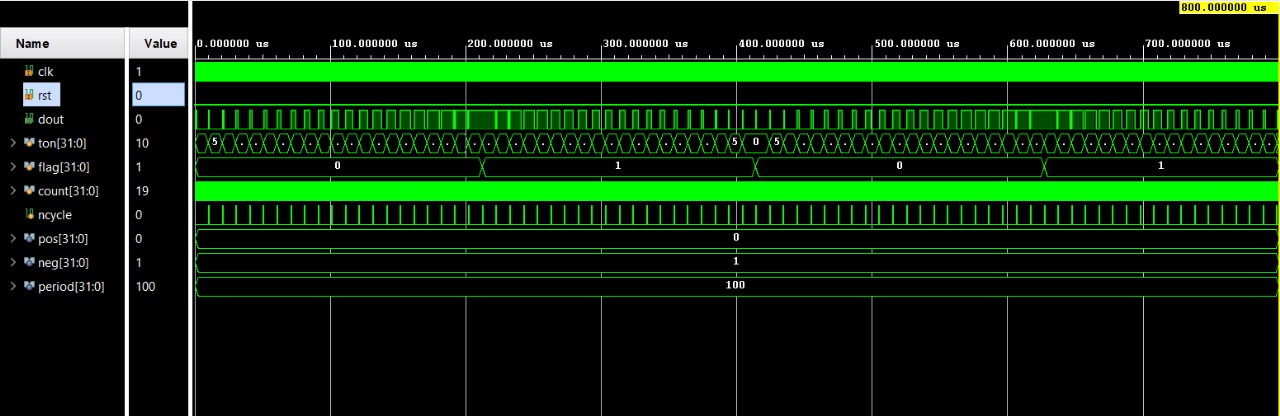 800.000000 us
Name Value
0.000000 us 100.000000 us 200.000000 us 300.000000 us 400.000000 us 500.000000 us 600.000000 us 700.000000 us
clk 1
rst 0
dout 0
ton[31:0] 10 5 5 0 5
flag[31:0] 1 0 1 0 1
count[31:0] 19
ncycle 0
pos[31:0] 0 0
neg[31:0] 1 1
period[31:0] 100 100